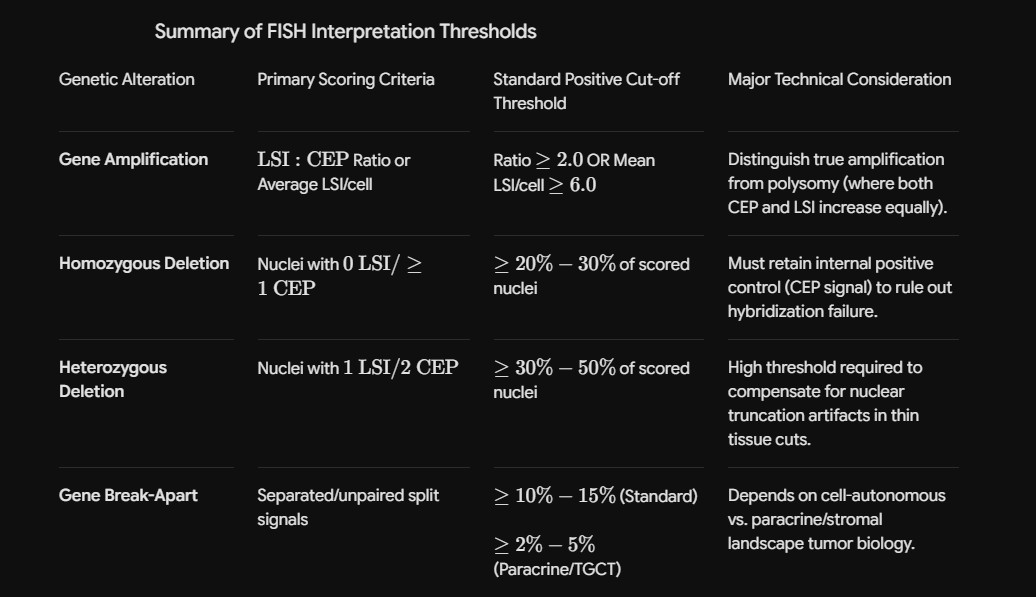 Summary of FISH Interpretation Thresholds
Genetic Alteration
Primary Scoring Criteria
Standard Positive Cut-off
Threshold
Major Technical Consideration
Gene Amplification
LSI : CEP Ratio or
Average LSI/cell
Ratio ≥ 2.0 OR Mean
LSI/cell ≥ 6.0
Distinguish true amplification
from polysomy (where both
CEP and LSI increase equally).
Homozygous Deletion
Nuclei with 0 LSI/ ≥
1 CEP
≥ 20% − 30% of scored
nuclei
Must retain internal positive
control (CEP signal) to rule out
hybridization failure.
Heterozygous
Deletion
Nuclei with 1 LSI/2 CEP
≥ 30% − 50% of scored
nuclei
High threshold required to
compensate for nuclear
truncation artifacts in thin
tissue cuts.
Gene Break-Apart
Separated/unpaired split
signals
≥ 10% − 15% (Standard)
≥ 2% − 5%
(Paracrine/TGCT)
Depends on cell-autonomous
vs. paracrine/stromal
landscape tumor biology.